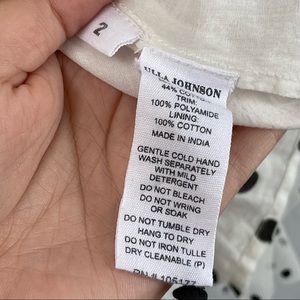 2
ULLA JOHNSON
44% COTTON
TRIM:
100% POLYAMIDE
LINING:
100% COTTON
MADE IN INDIA
GENTLE COLD HAND
WASH SEPARATELY
WITH MILD
DETERGENT
DO NOT BLEACH
DO NOT WRING
OR SOAK
DO NOT TUMBLE DRY
HANG TO DRY
DO NOT IRON TULLE
DRY CLEANABLE (P)